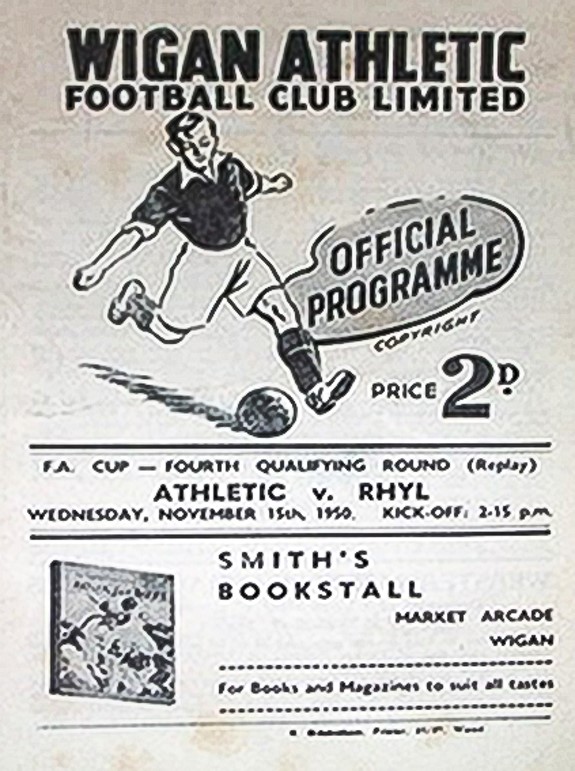 WIGAN ATHLETIC
FOOTBALL CLUB LIMITED
OFFICIAL
PROGRAMME
COPYRIGHT
PRICE 2D.
F.A. CUP — FOURTH QUALIFYING ROUND (Replay)
ATHLETIC v. RHYL
WEDNESDAY, NOVEMBER 15th, 1950. KICK-OFF: 2-15 p.m.
SMITH'S
BOOKSTALL
MARKET ARCADE
WIGAN
For Books and Magazines to suit all tastes